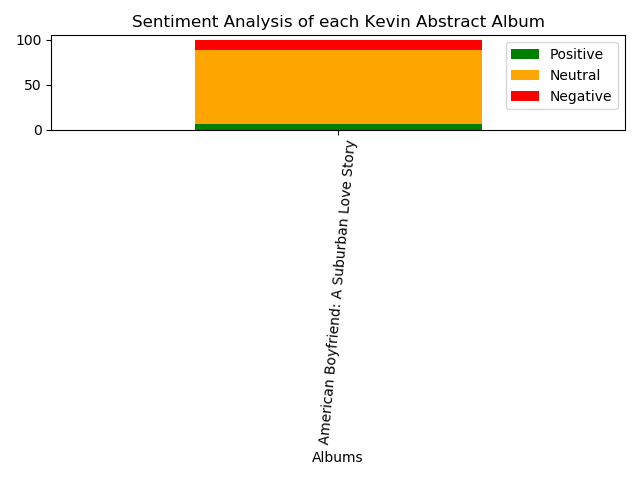 Sentiment Analysis of each Kevin Abstract Album
100
50
0
Positive
Neutral
Negative
American Boyfriend: A Suburban Love Story
Albums